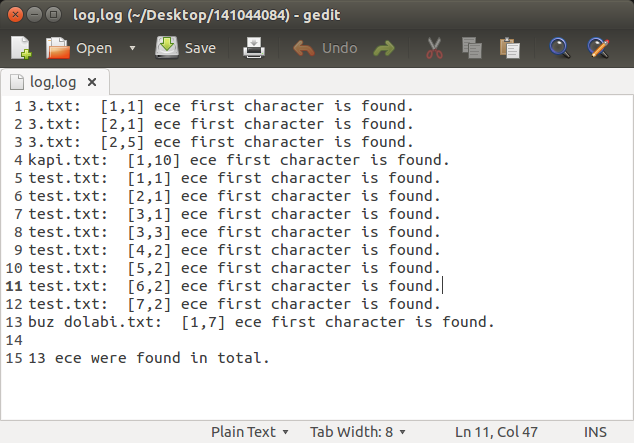 log,log (~/Desktop/141044084) - gedit
Open Save Undo
log,log
1 3.txt:  [1,1] ece first character is found.
2 3.txt:  [2,1] ece first character is found.
3 3.txt:  [2,5] ece first character is found.
4 kapi.txt:  [1,10] ece first character is found.
5 test.txt:  [1,1] ece first character is found.
6 test.txt:  [2,1] ece first character is found.
7 test.txt:  [3,1] ece first character is found.
8 test.txt:  [3,3] ece first character is found.
9 test.txt:  [4,2] ece first character is found.
10 test.txt:  [5,2] ece first character is found.
11 test.txt:  [6,2] ece first character is found.
12 test.txt:  [7,2] ece first character is found.
13 buz dolabi.txt:  [1,7] ece first character is found.
14
15 13 ece were found in total.
Plain Text Tab Width: 8 Ln 11, Col 47 INS